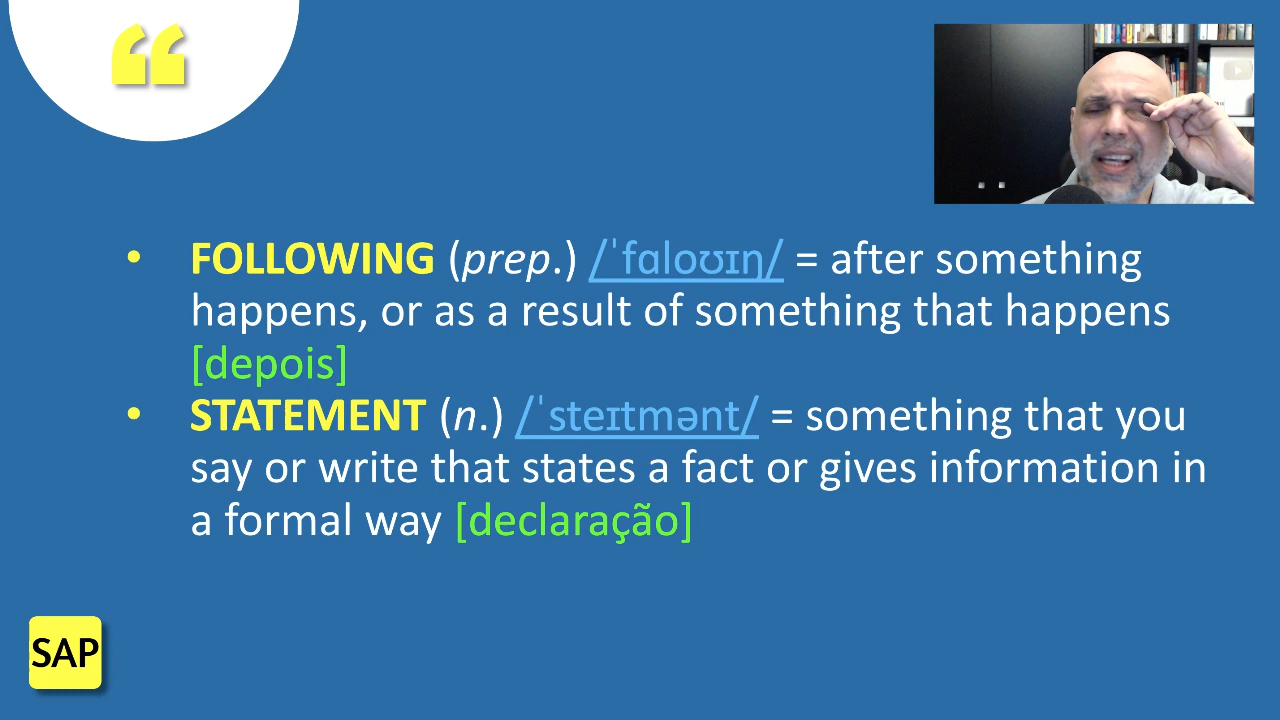 • FOLLOWING (prep.) /ˈfɑloʊɪŋ/ = after something
happens, or as a result of something that happens
[depois]
• STATEMENT (n.) /ˈsteɪtmənt/ = something that you
say or write that states a fact or gives information in
a formal way [declaração]
SAP